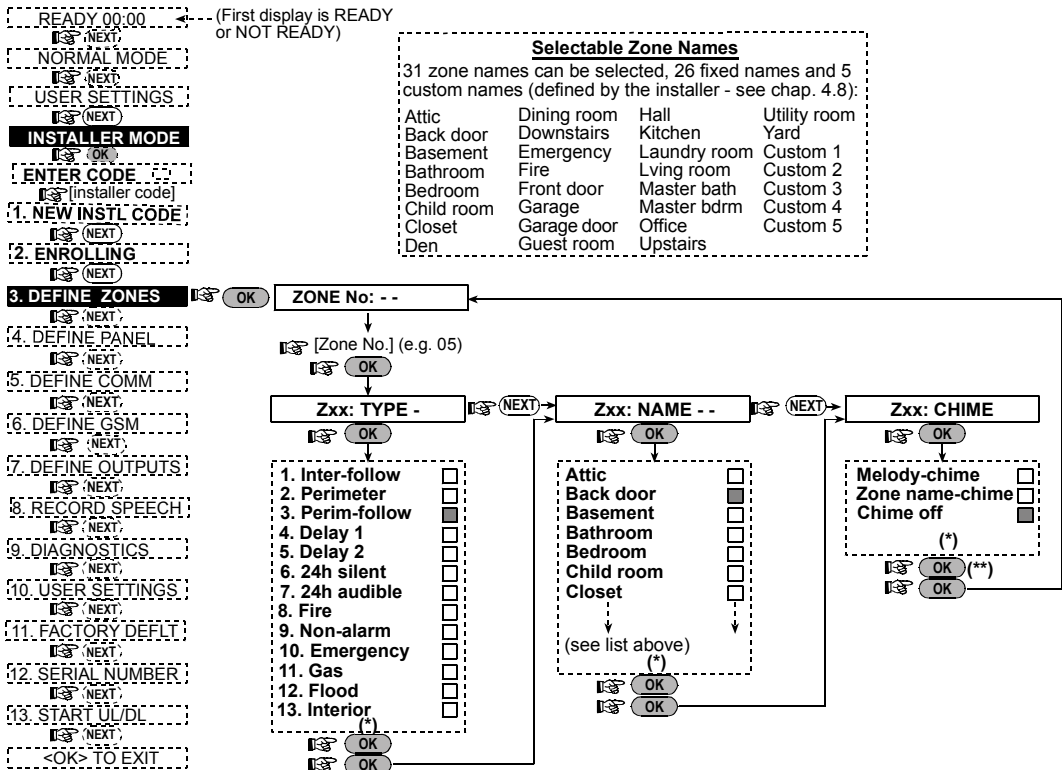 READY 00:00
(First display is READY
or NOT READY)
NEXT
NORMAL MODE
NEXT
USER SETTINGS
NEXT
INSTALLER MODE
OK
ENTER CODE
[installer code]
1. NEW INSTL CODE
NEXT
2. ENROLLING
NEXT
3. DEFINE ZONES
NEXT
4. DEFINE PANEL
NEXT
5. DEFINE COMM
NEXT
6. DEFINE GSM
NEXT
7. DEFINE OUTPUTS
NEXT
8. RECORD SPEECH
NEXT
9. DIAGNOSTICS
NEXT
10. USER SETTINGS
NEXT
11. FACTORY DEFLT
NEXT
12. SERIAL NUMBER
NEXT
13. START UL/DL
NEXT
<OK> TO EXIT
Selectable Zone Names
31 zone names can be selected, 26 fixed names and 5
custom names (defined by the installer - see chap. 4.8):
Attic Dining room Hall Utility room
Back door Downstairs Kitchen Yard
Basement Emergency Laundry room Custom 1
Bathroom Fire Lving room Custom 2
Bedroom Front door Master bath Custom 3
Child room Garage Master bdrm Custom 4
Closet Garage door Office Custom 5
Den Guest room Upstairs
OK
ZONE No: - -
[Zone No.] (e.g. 05)
OK
Zxx: TYPE -
OK
1. Inter-follow
2. Perimeter
3. Perim-follow
4. Delay 1
5. Delay 2
6. 24h silent
7. 24h audible
8. Fire
9. Non-alarm
10. Emergency
11. Gas
12. Flood
13. Interior
(*)
OK
OK
NEXT
Zxx: NAME - -
OK
Attic
Back door
Basement
Bathroom
Bedroom
Child room
Closet
(see list above)
(*)
OK
OK
NEXT
Zxx: CHIME
OK
Melody-chime
Zone name-chime
Chime off
(*)
OK (**)
OK